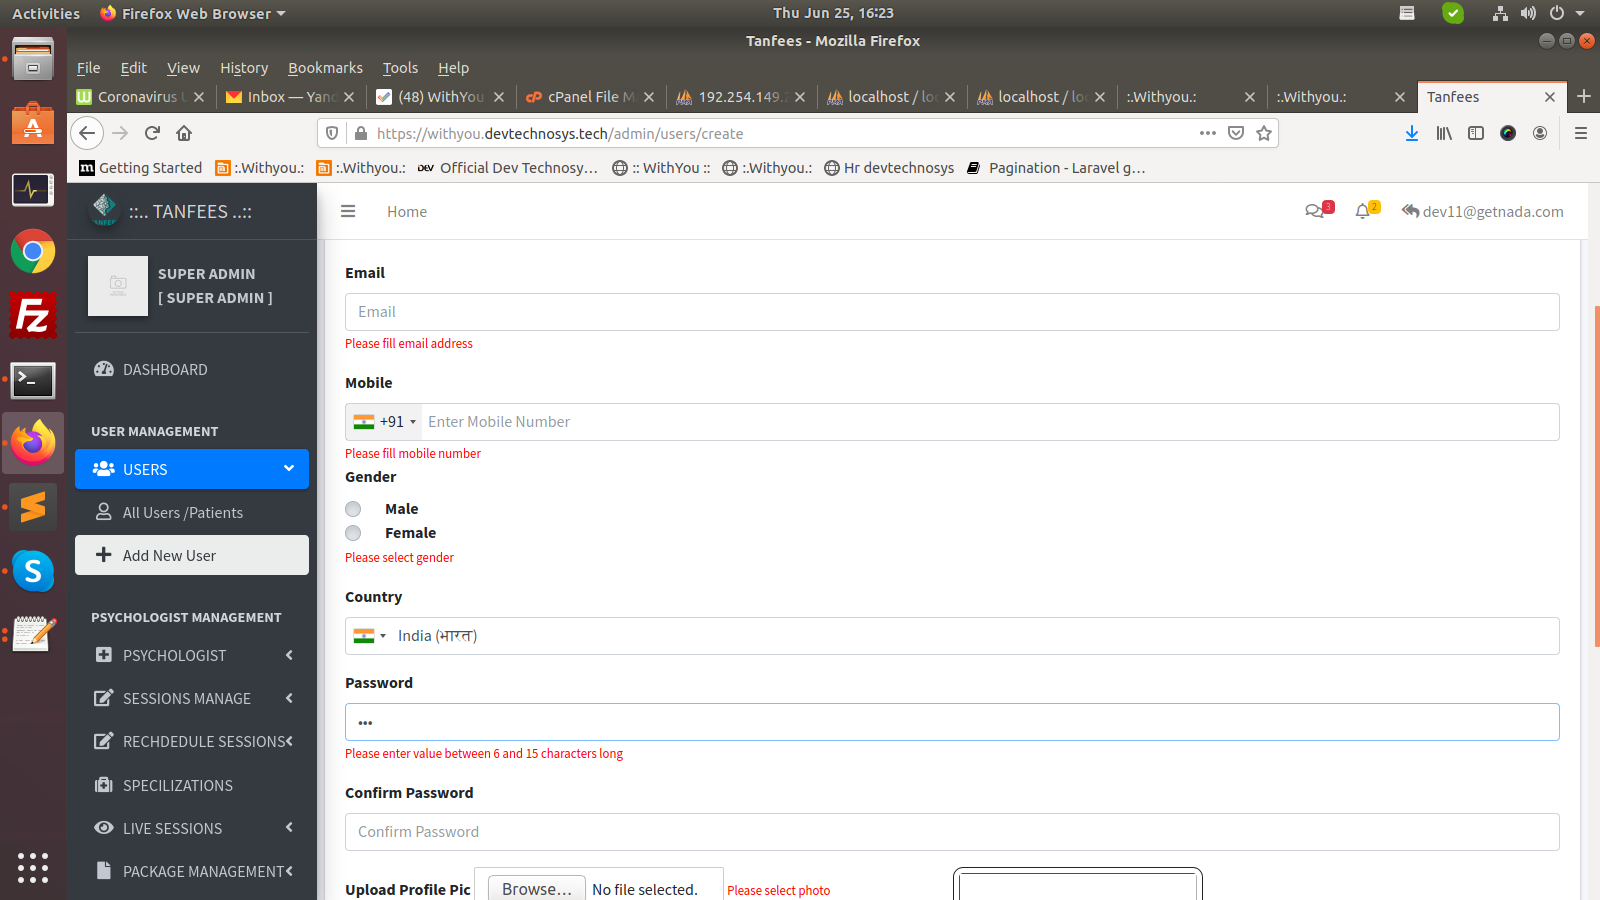 Activities
Firefox Web Browser
Thu Jun 25, 16:23
Tanfees - Mozilla Firefox
File Edit View History Bookmarks Tools Help
Coronavirus
Inbox — Yand
(48) WithYou
cPanel File M
192.254.149.
localhost / lo
localhost / lo
:.Withyou.:
:.Withyou.:
Tanfees
https://withyou.devtechnosys.tech/admin/users/create
Getting Started
:.Withyou.:
:.Withyou.:
DEV Official Dev Technosy…
:: WithYou ::
:.Withyou.:
Hr devtechnosys
Pagination - Laravel g…
::.. TANFEES ..::
Home
3
2
dev11@getnada.com
SUPER ADMIN
[ SUPER ADMIN ]
DASHBOARD
USER MANAGEMENT
USERS
All Users /Patients
Add New User
PSYCHOLOGIST MANAGEMENT
PSYCHOLOGIST
SESSIONS MANAGE
RECHDEDULE SESSIONS
SPECILIZATIONS
LIVE SESSIONS
PACKAGE MANAGEMENT
Email
Email
Please fill email address
Mobile
+91 Enter Mobile Number
Please fill mobile number
Gender
Male
Female
Please select gender
Country
India (भारत)
Password
•••
Please enter value between 6 and 15 characters long
Confirm Password
Confirm Password
Upload Profile Pic Browse… No file selected. Please select photo